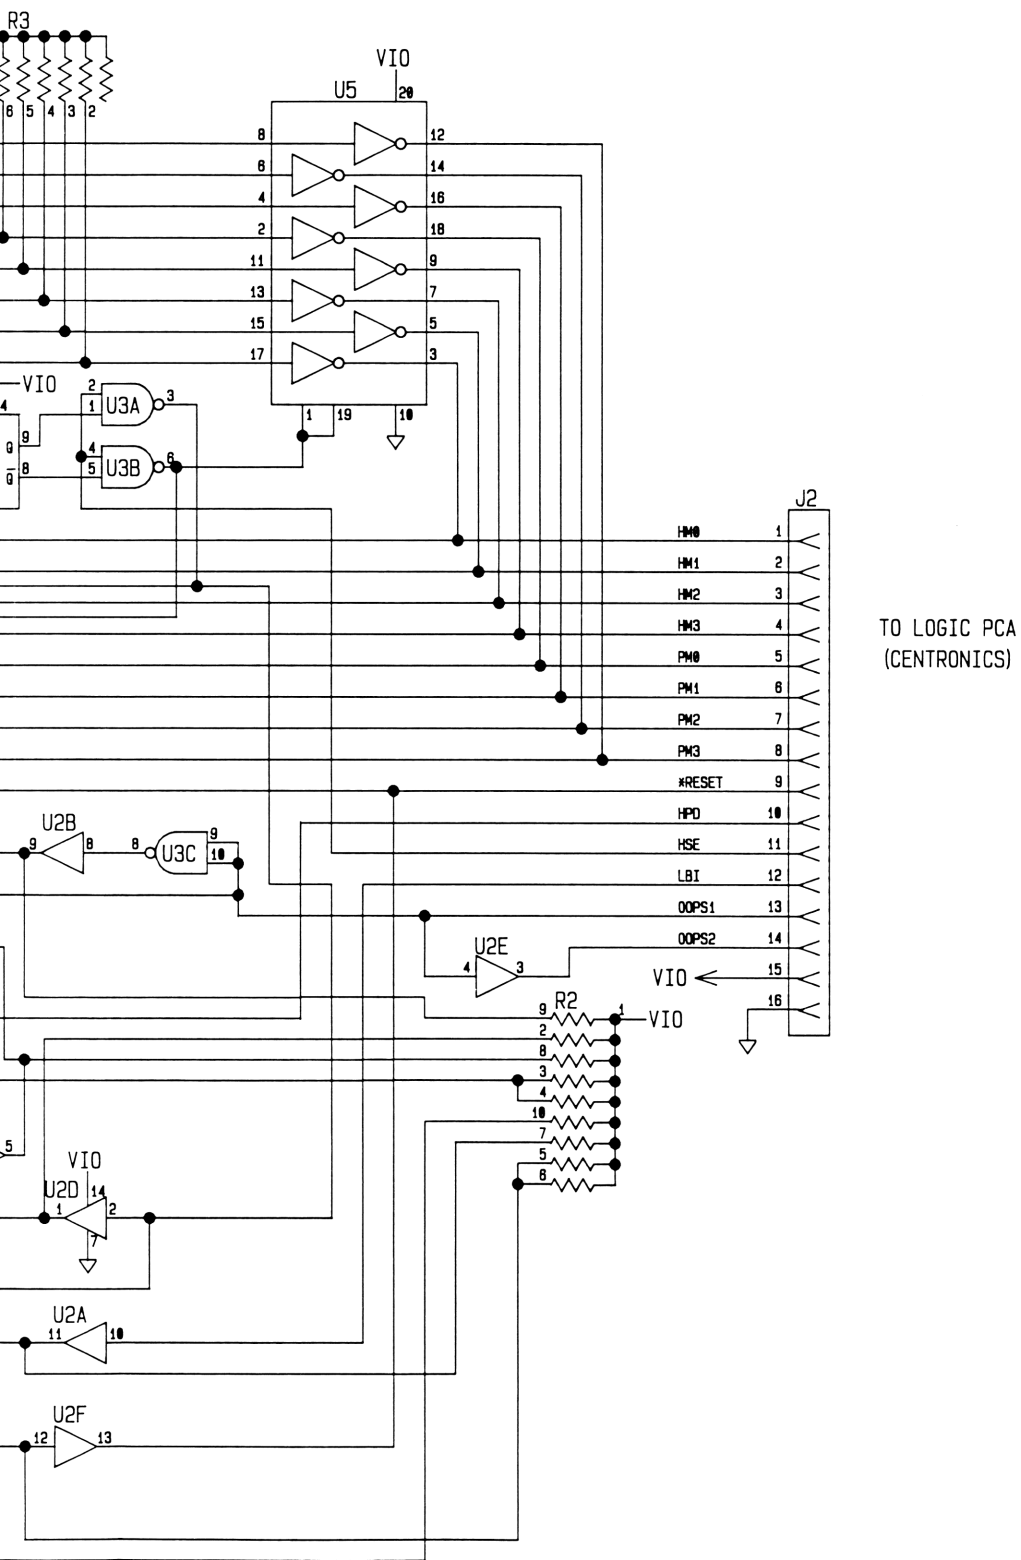 R3
VIO
U5
20
6 5 4 3 2
8 12
6 14
4 16
2 18
11 9
13 7
15 5
17 3
VIO
2 U3A 3
4 1
1 19 10
Q 9
4 U3B 6
Q 8 5
J2
HM0 1
HM1 2
HM2 3
HM3 4
TO LOGIC PCA
(CENTRONICS)
PM0 5
PM1 6
PM2 7
PM3 8
*RESET 9
HPD 10
U2B
9 8 8 U3C 9
10
HSE 11
LBI 12
OOPS1 13
OOPS2 14
U2E
4 3
VIO 15
16
R2
9 1 VIO
2
8
3
4
10
7
5
6
5
VIO
U2D 14
1 2
7
U2A
11 10
U2F
12 13